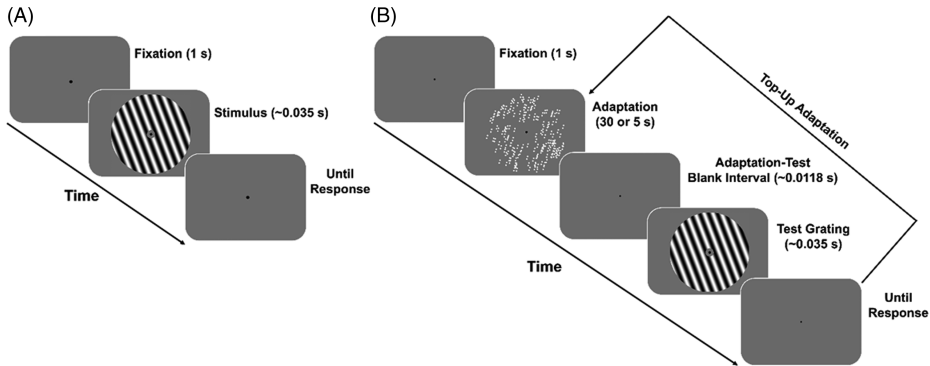 (A)
Fixation (1 s)
Stimulus (~0.035 s)
Until
Response
Time
(B)
Fixation (1 s)
Adaptation
(30 or 5 s)
Adaptation-Test
Blank Interval (~0.0118 s)
Test Grating
(~0.035 s)
Until
Response
Time
Top-Up Adaptation